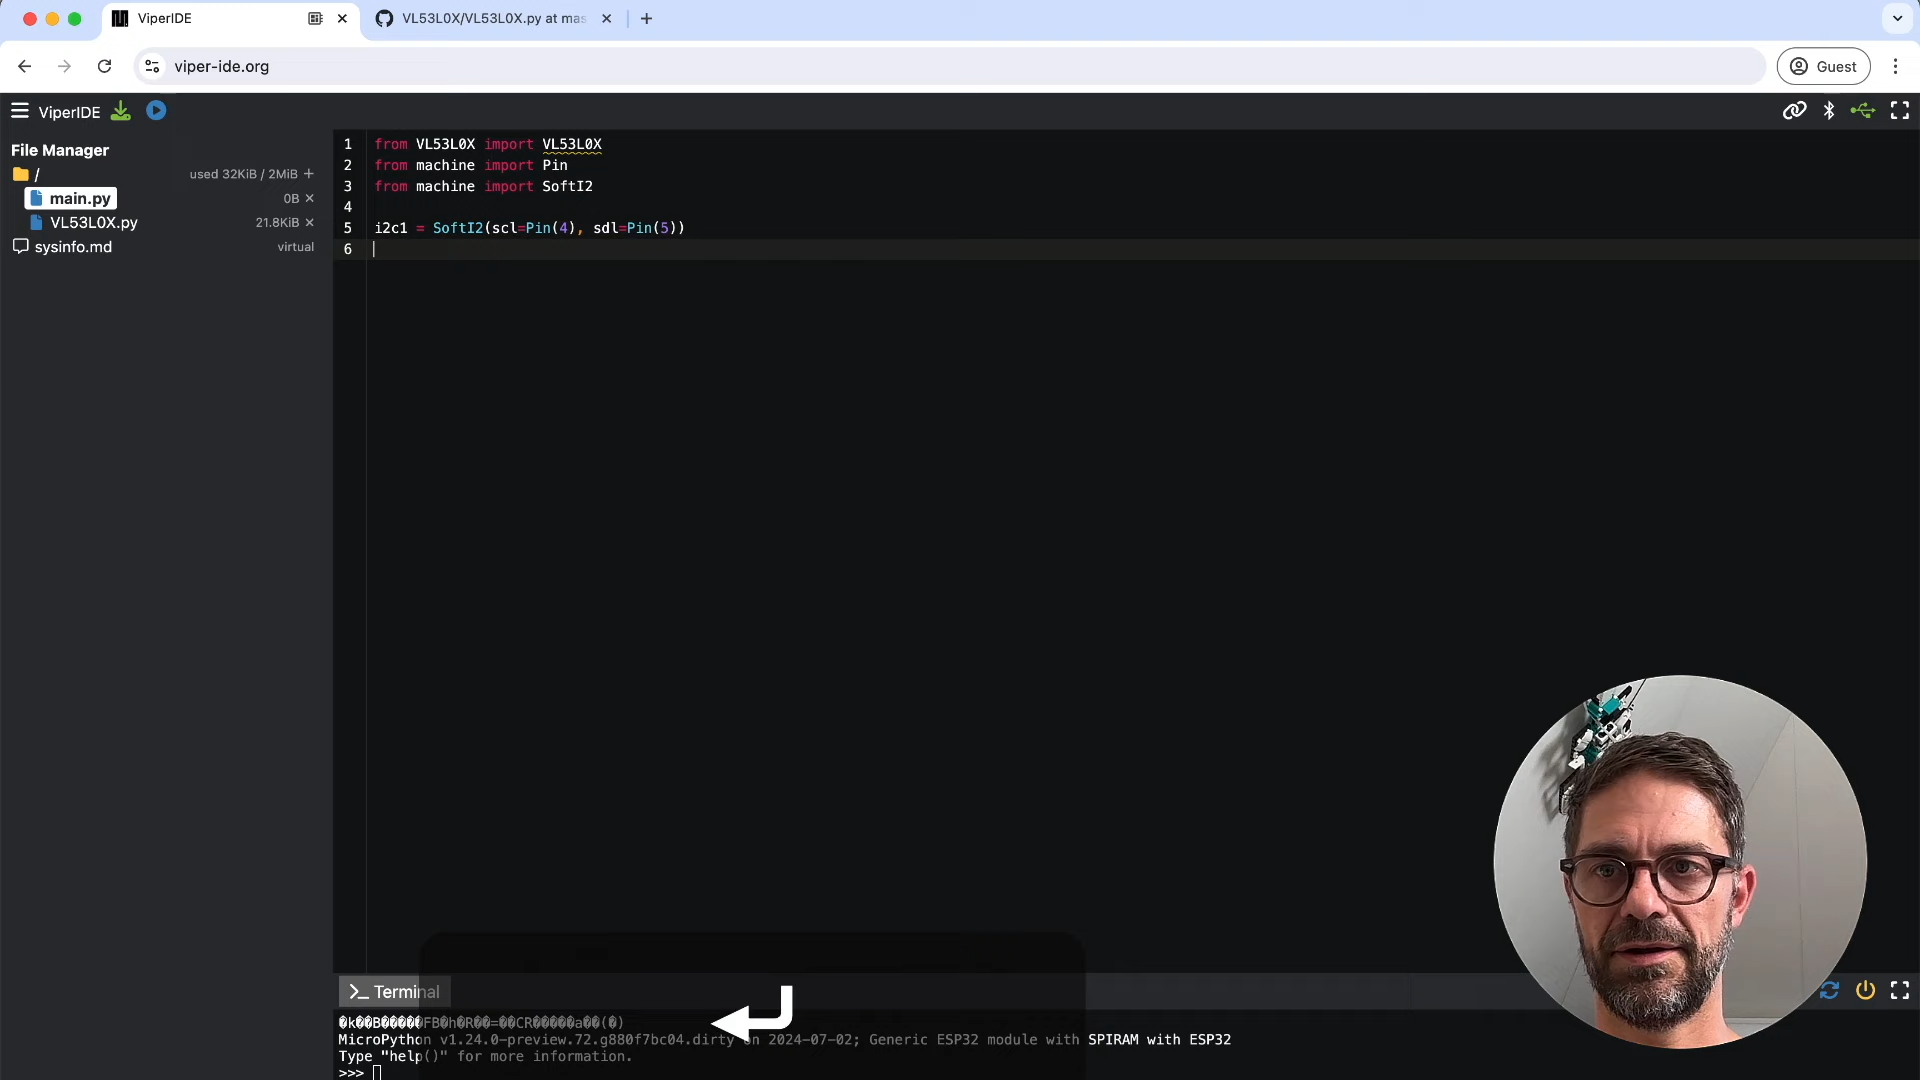 ViperIDE
VL53L0X/VL53L0X.py at mas
viper-ide.org
Guest
ViperIDE
File Manager
/
used 32KiB / 2MiB
main.py
0B
VL53L0X.py
21.8KiB
sysinfo.md
virtual
1 from VL53L0X import VL53L0X
2 from machine import Pin
3 from machine import SoftI2
4
5 i2c1 = SoftI2(scl=Pin(4), sdl=Pin(5))
6
Terminal
�k��B�����FB�h�R��=��CR�����a��(�)
MicroPython v1.24.0-preview.72.g880f7bc04.dirty on 2024-07-02; Generic ESP32 module with SPIRAM with ESP32
Type "help()" for more information.
>>>